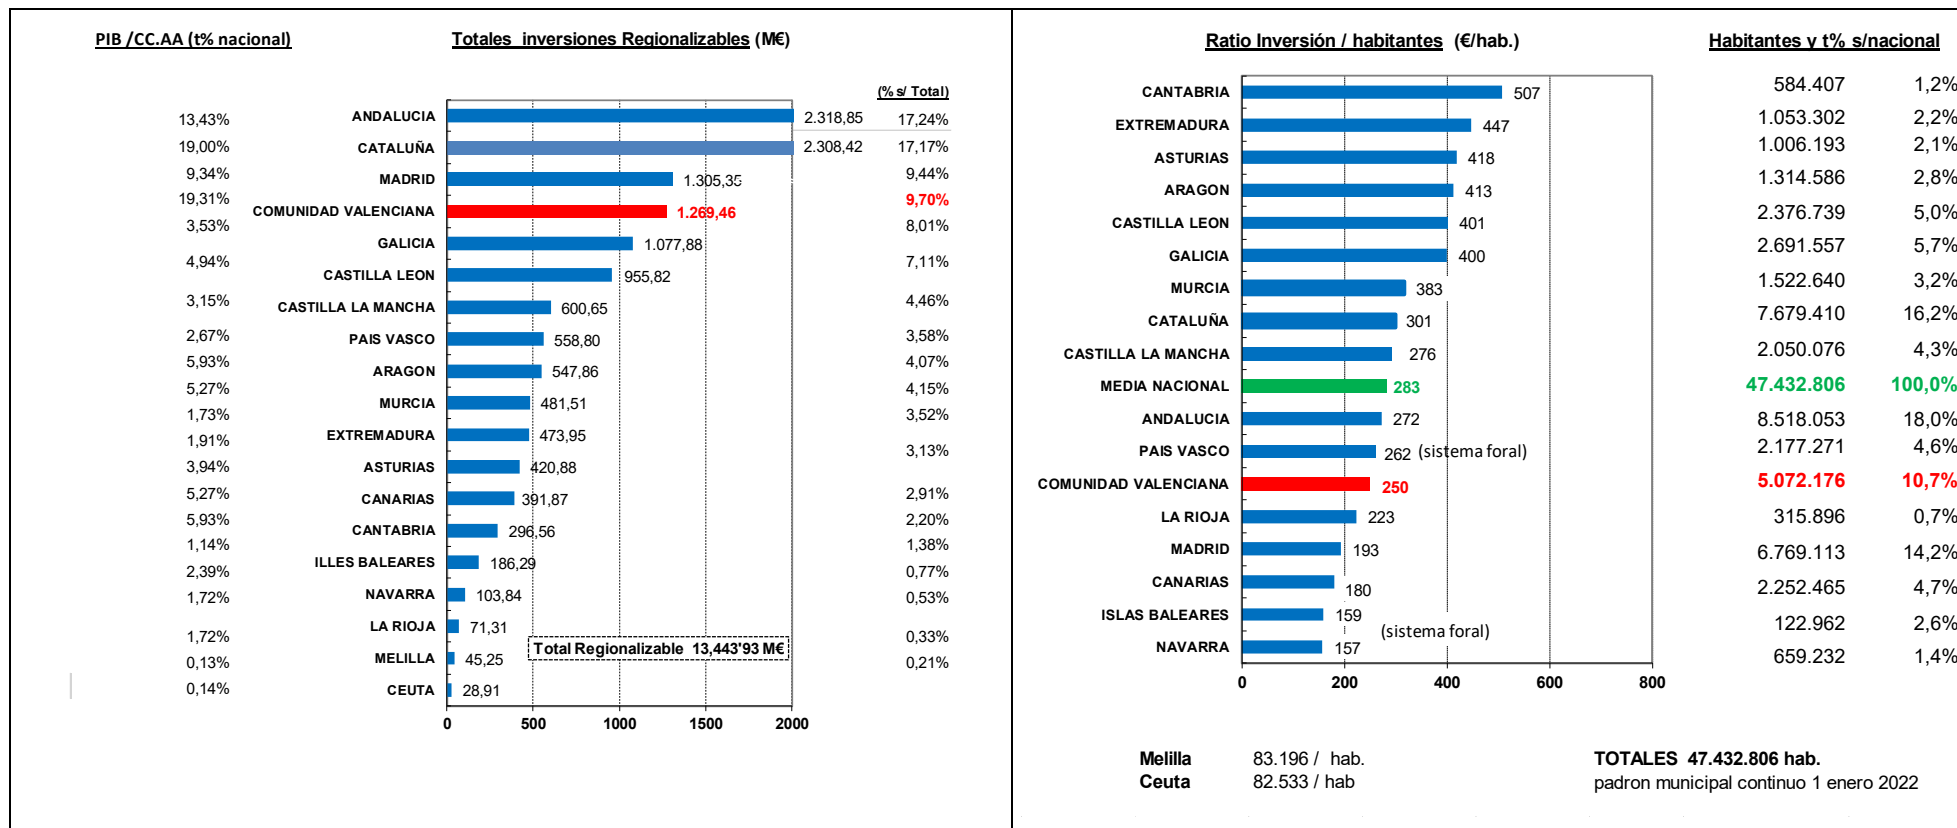 PIB /CC.AA (t% nacional)
Totales inversiones Regionalizables (M€)
(% s/ Total)
13,43% ANDALUCIA 2.318,85 17,24%
19,00% CATALUÑA 2.308,42 17,17%
9,34% MADRID 1.305,35 9,44%
19,31% COMUNIDAD VALENCIANA 1.269,46 9,70%
3,53% GALICIA 1.077,88 8,01%
4,94% CASTILLA LEON 955,82 7,11%
3,15% CASTILLA LA MANCHA 600,65 4,46%
2,67% PAIS VASCO 558,80 3,58%
5,93% ARAGON 547,86 4,07%
5,27% MURCIA 481,51 4,15%
1,73% EXTREMADURA 473,95 3,52%
1,91% ASTURIAS 420,88 3,13%
3,94% CANARIAS 391,87 2,91%
5,27% CANTABRIA 296,56 2,20%
5,93% ILLES BALEARES 186,29 1,38%
1,14% NAVARRA 103,84 0,77%
2,39% LA RIOJA 71,31 0,53%
1,72% MELILLA 45,25 0,33%
1,72% CEUTA 28,91 0,21%
0,13%
0,14%
Total Regionalizable 13,443'93 M€
0 500 1000 1500 2000
Ratio Inversión / habitantes (€/hab.)
Habitantes y t% s/nacional
CANTABRIA 507 584.407 1,2%
EXTREMADURA 447 1.053.302 2,2%
ASTURIAS 418 1.006.193 2,1%
ARAGON 413 1.314.586 2,8%
CASTILLA LEON 401 2.376.739 5,0%
GALICIA 400 2.691.557 5,7%
MURCIA 383 1.522.640 3,2%
CATALUÑA 301 7.679.410 16,2%
CASTILLA LA MANCHA 276 2.050.076 4,3%
MEDIA NACIONAL 283 47.432.806 100,0%
ANDALUCIA 272 8.518.053 18,0%
PAIS VASCO 262 (sistema foral) 2.177.271 4,6%
COMUNIDAD VALENCIANA 250 5.072.176 10,7%
LA RIOJA 223 315.896 0,7%
MADRID 193 6.769.113 14,2%
CANARIAS 180 2.252.465 4,7%
ISLAS BALEARES 159 122.962 2,6%
(sistema foral)
NAVARRA 157 659.232 1,4%
0 200 400 600 800
Melilla 83.196 / hab. TOTALES 47.432.806 hab.
Ceuta 82.533 / hab padron municipal continuo 1 enero 2022